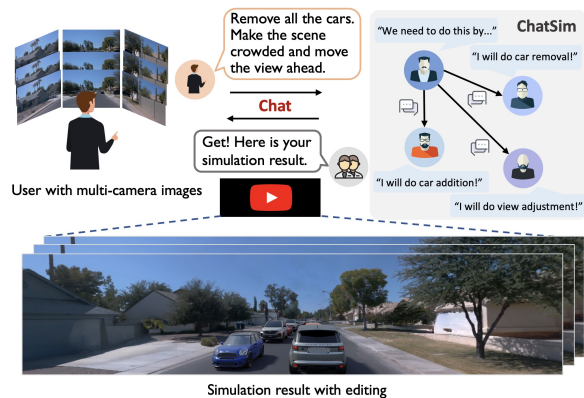 Remove all the cars.
Make the scene
crowded and move
the view ahead.
Chat
Get! Here is your
simulation result.
User with multi-camera images
ChatSim
“We need to do this by...”
“I will do car removal!”
“I will do car addition!”
“I will do view adjustment!”
Simulation result with editing